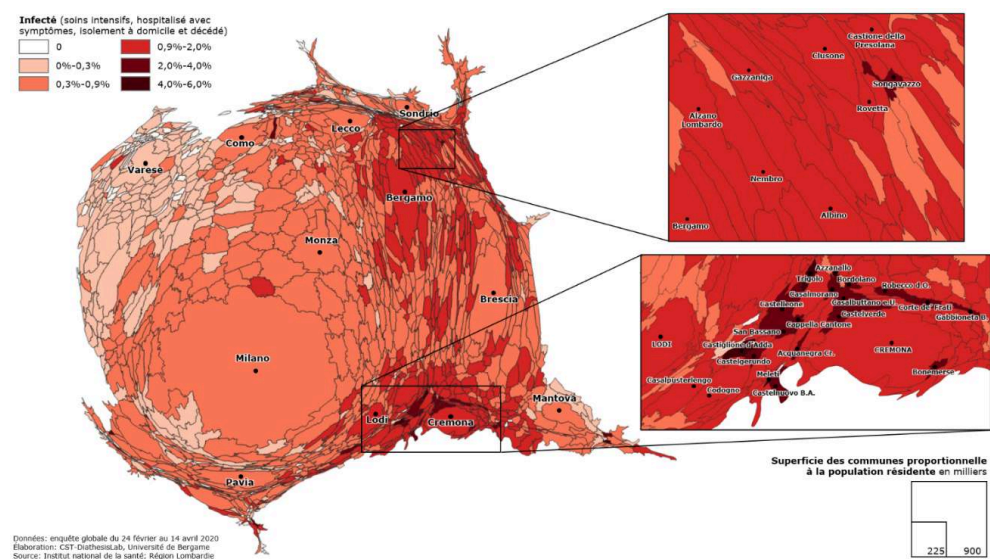 Infecté (soins intensifs, hospitalisé avec
symptômes, isolement à domicile et décédé)
0
0%-0,3%
0,3%-0,9%
0,9%-2,0%
2,0%-4,0%
4,0%-6,0%
Sondrio
Lecco
Como
Varese
Bergamo
Monza
Brescia
Milano
Mantova
Lodi
Cremona
Pavia
Castione della
Presolana
Clusone
Gazzaniga
Songavazzo
Rovetta
Alzano
Lombardo
Nembro
Albino
Bergamo
Azzanallo
Trigolo
Bordolano
Robecco d.O.
Casalmorano
Castelleone
Casalbuttano e.U.
Corte de' Frati
Castelverde
Gabbioneta B.
Cappella Cantone
San Bassano
LODI
Castiglione d'Adda
Acquanegra Cr.
CREMONA
Castelgerundo
Meleti
Bonemerse
Casalpusterlengo
Codogno
Castelnuovo B.A.
Superficie des communes proportionnelle
à la population résidente en milliers
225
900
Données: enquête globale du 24 février au 14 avril 2020
Élaboration: CST-DiathesisLab, Université de Bergame
Source: Institut national de la santé; Région Lombardie